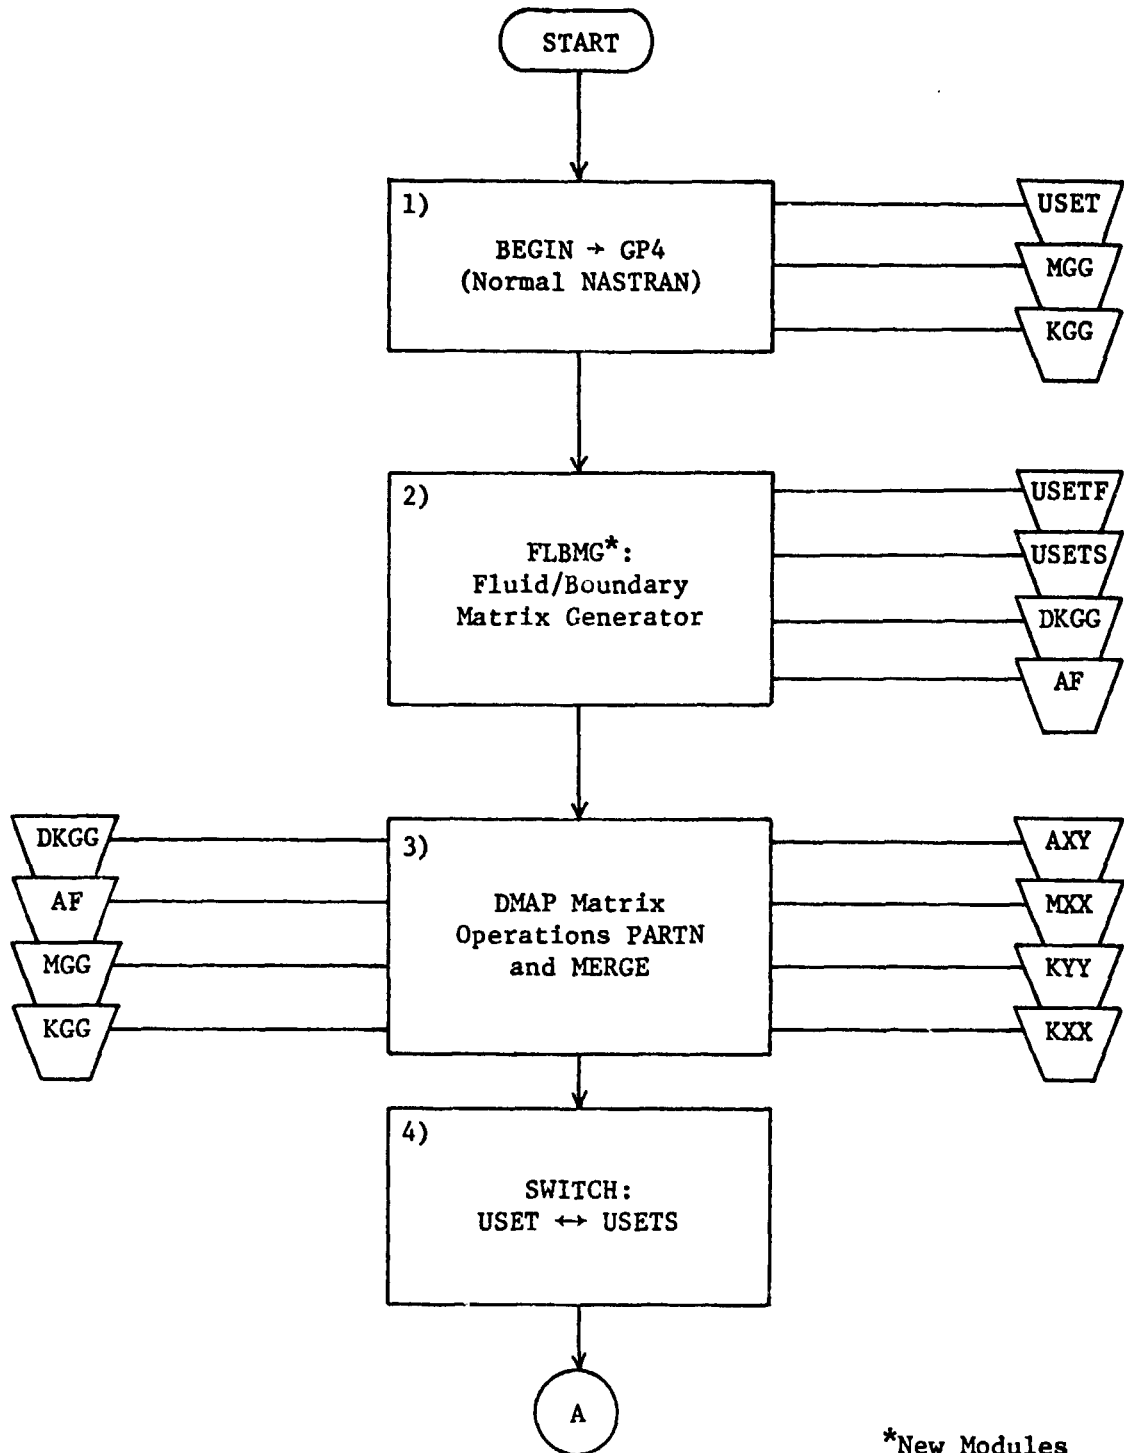 START
1)
BEGIN → GP4
(Normal NASTRAN)
USET
MGG
KGG
2)
FLBMG*:
Fluid/Boundary
Matrix Generator
USETF
USETS
DKGG
AF
DKGG
AF
MGG
KGG
3)
DMAP Matrix
Operations PARTN
and MERGE
AXY
MXX
KYY
KXX
4)
SWITCH:
USET ↔ USETS
A
*New Modules